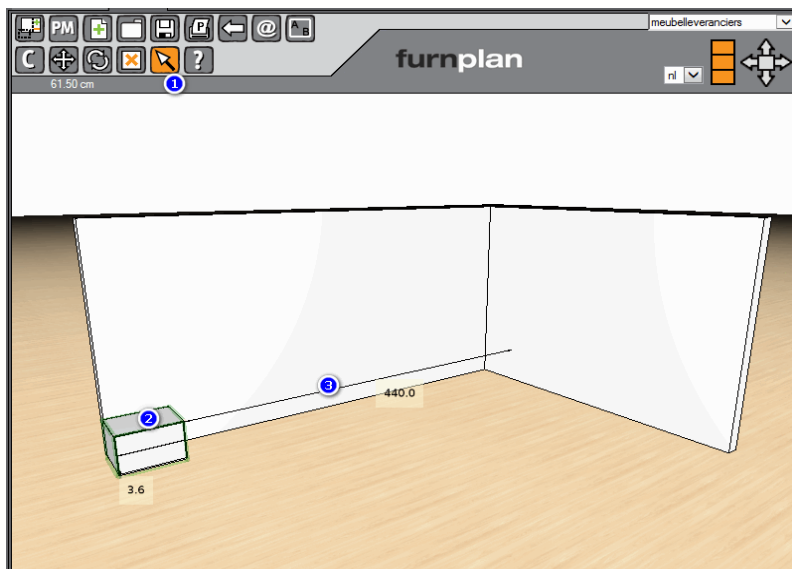 PM
P
@
A B
meubelleveranciers
C
?
furnplan
nl
61.50 cm
1
3
440.0
2
3.6